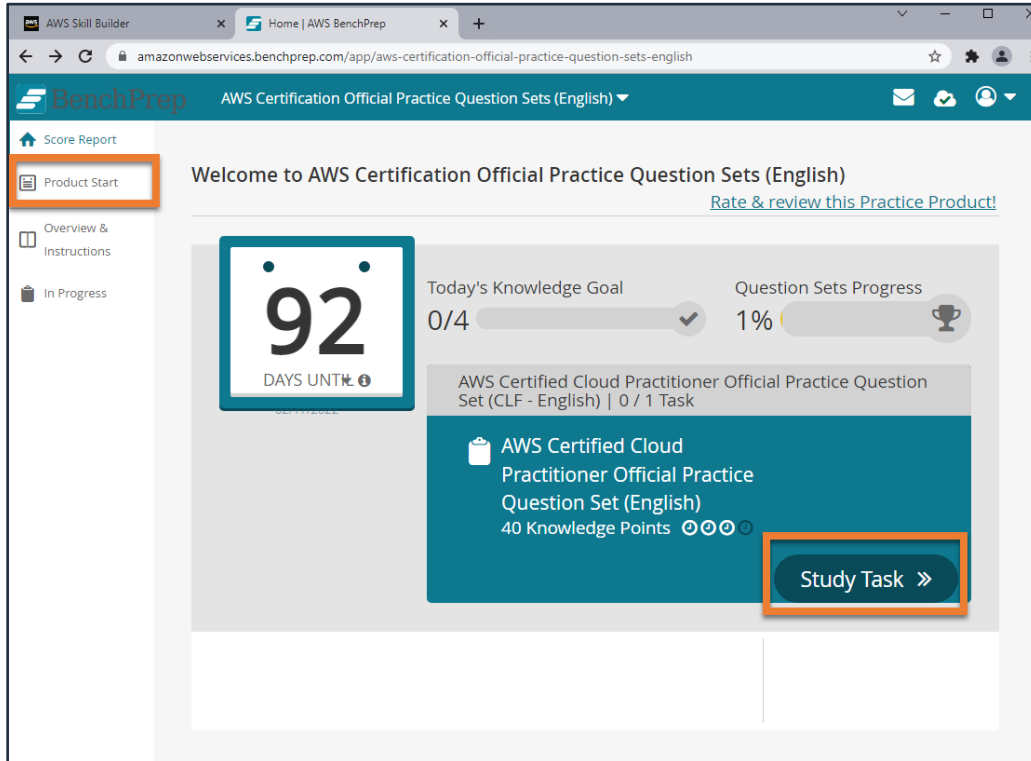 aws AWS Skill Builder
Home | AWS BenchPrep
amazonwebservices.benchprep.com/app/aws-certification-official-practice-question-sets-english
BenchPrep
AWS Certification Official Practice Question Sets (English)
Score Report
Product Start
Overview &
Instructions
In Progress
Welcome to AWS Certification Official Practice Question Sets (English)
Rate & review this Practice Product!
92
DAYS UNTIL
Today's Knowledge Goal
0/4
Question Sets Progress
1%
AWS Certified Cloud Practitioner Official Practice Question
Set (CLF - English) | 0 / 1 Task
AWS Certified Cloud
Practitioner Official Practice
Question Set (English)
40 Knowledge Points
Study Task